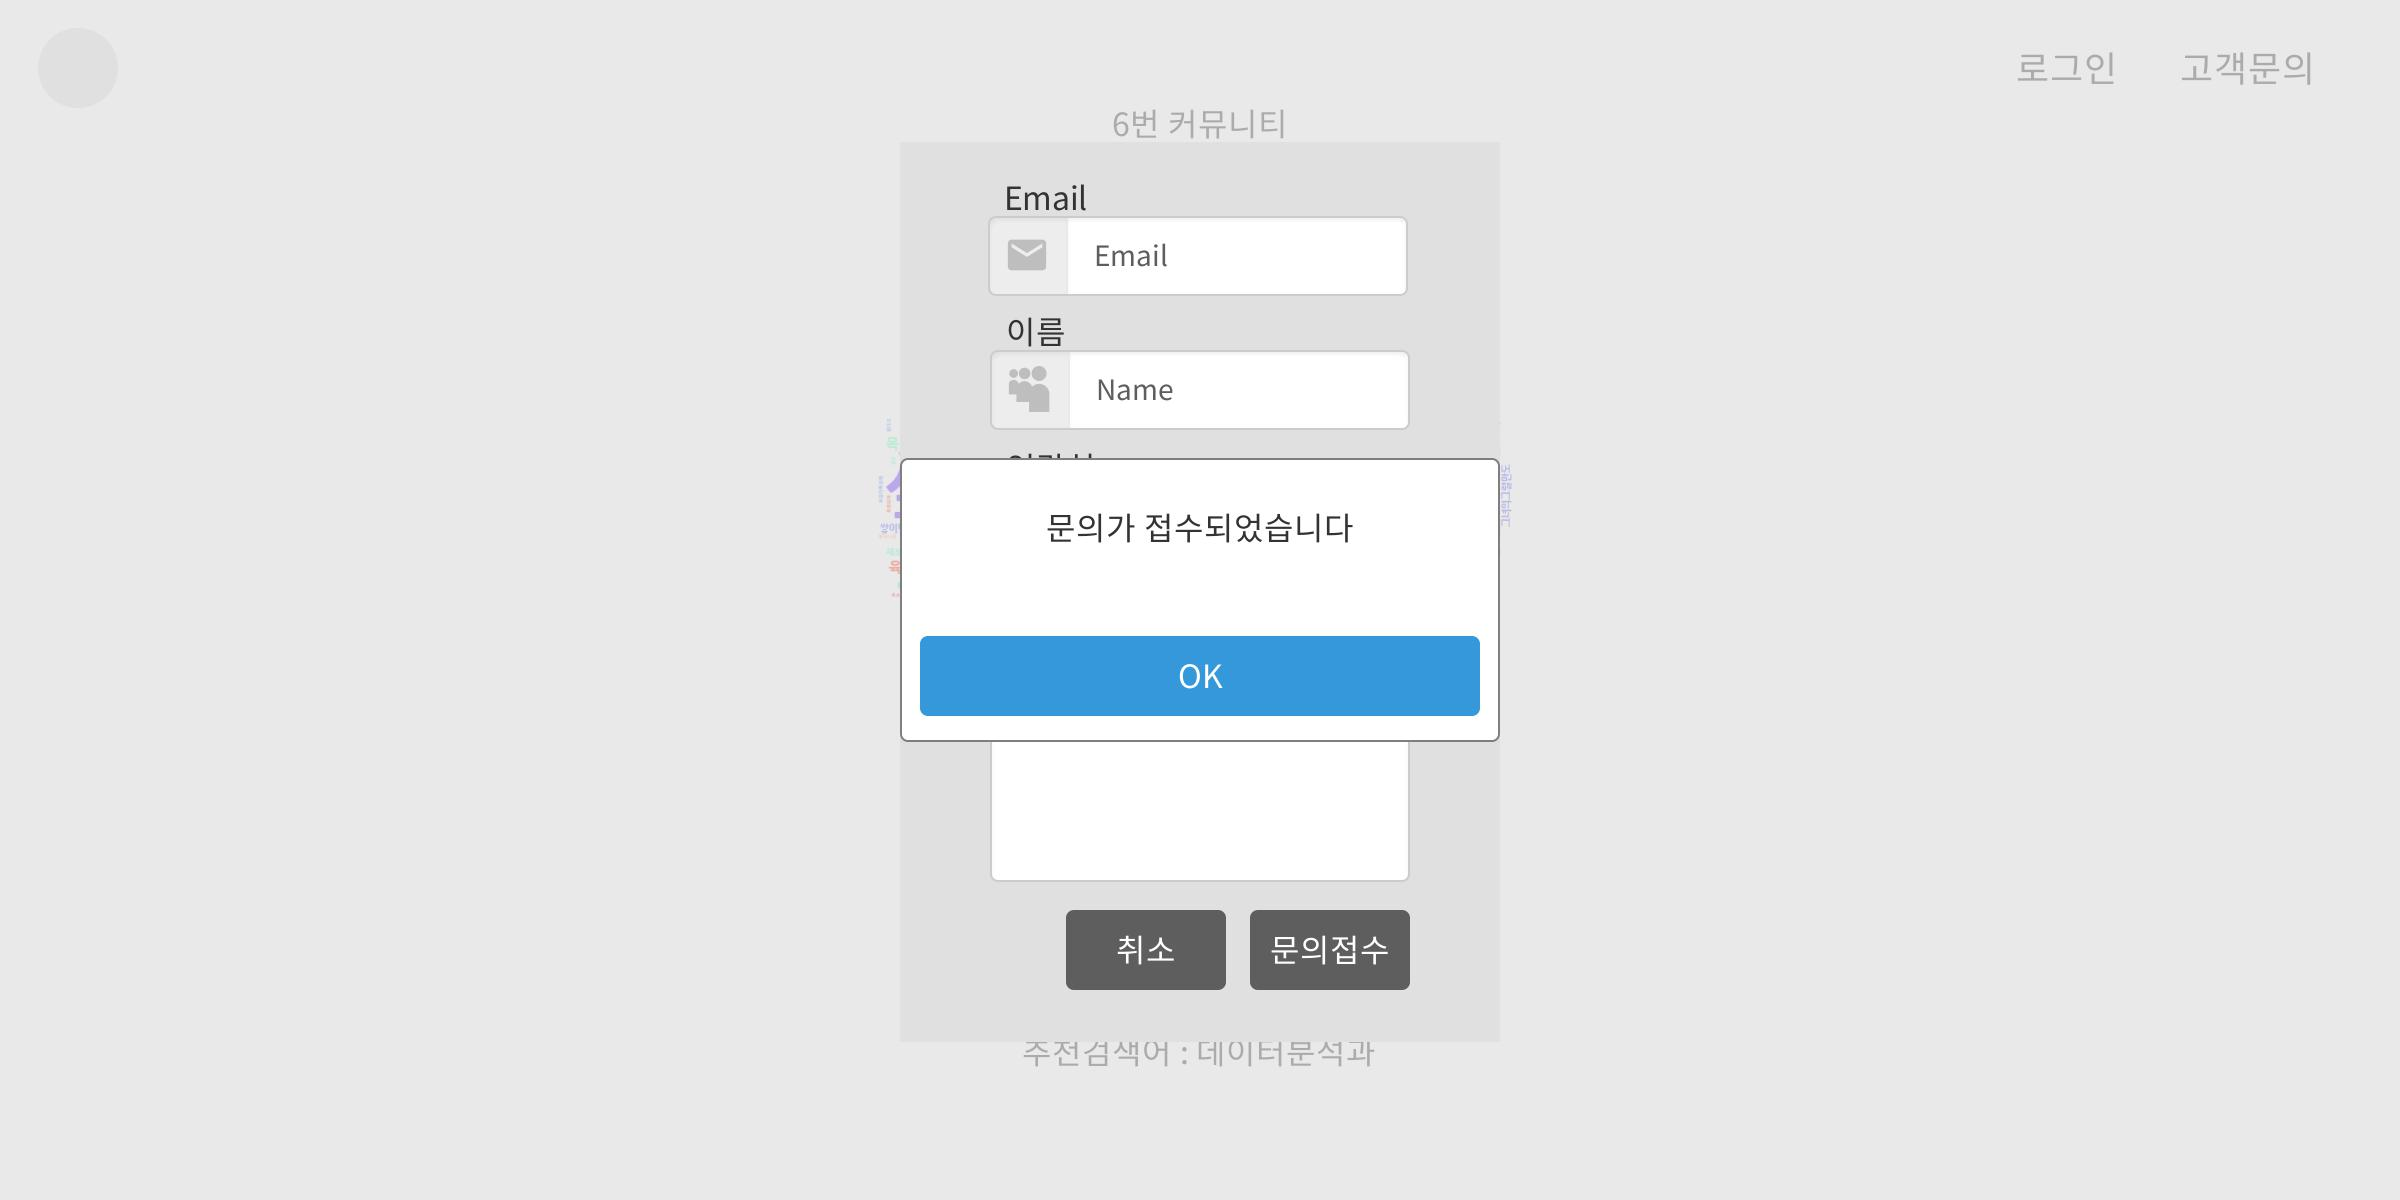 로그인
고객문의
6번 커뮤니티
Email
Email
이름
Name
문의가 접수되었습니다
OK
취소
문의접수
추천검색어 : 데이터분석과